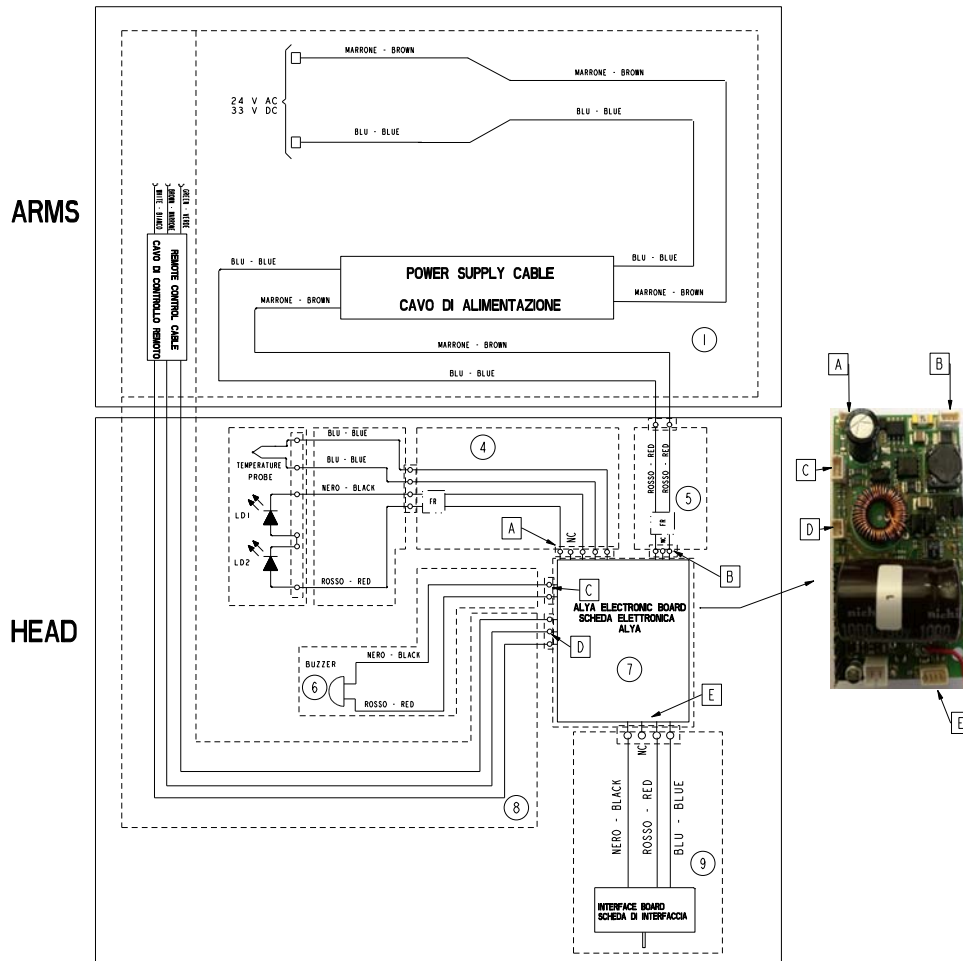 ARMS
MARRONE - BROWN
MARRONE - BROWN
24 V AC
33 V DC
BLU - BLUE
BLU - BLUE
GREEN - VERDE
BROWN - MARRONE
WHITE - BIANCO
REMOTE CONTROL CABLE
CAVO DI CONTROLLO REMOTO
BLU - BLUE
BLU - BLUE
POWER SUPPLY CABLE
CAVO DI ALIMENTAZIONE
MARRONE - BROWN
MARRONE - BROWN
1
MARRONE - BROWN
BLU - BLUE
HEAD
BLU - BLUE
BLU - BLUE
TEMPERATURE
PROBE
NERO - BLACK
LD1
LD2
ROSSO - RED
FR
4
ROSSO - RED
ROSSO - RED
5
FR
NC
A
NC
B
C
D
ALYA ELECTRONIC BOARD
SCHEDA ELETTRONICA
ALYA
7
E
NERO - BLACK
BUZZER
6
ROSSO - RED
8
NC
NERO - BLACK
ROSSO - RED
BLU - BLUE
9
INTERFACE BOARD
SCHEDA DI INTERFACCIA
A
B
C
D
E